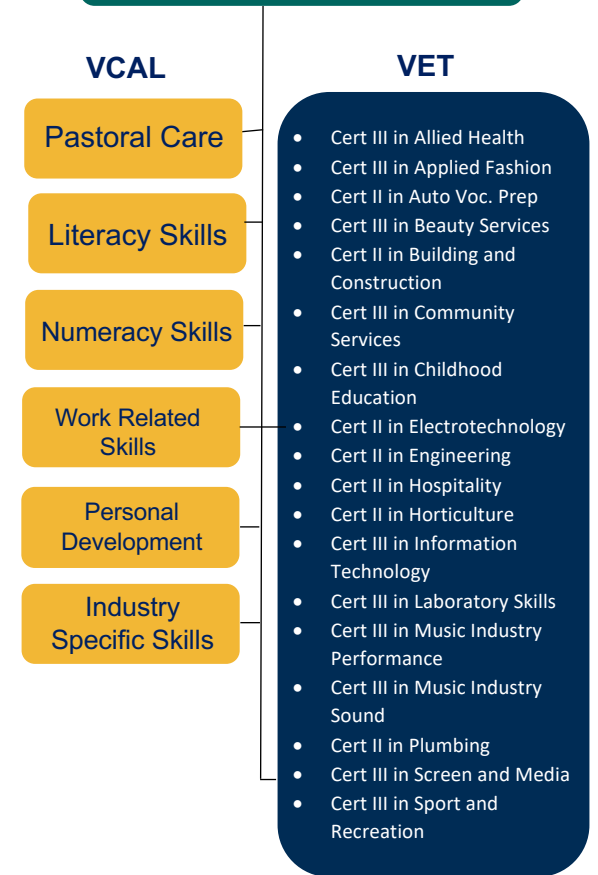 VCAL
Pastoral Care
Literacy Skills
Numeracy Skills
Work Related
Skills
Personal
Development
Industry
Specific Skills
VET
• Cert III in Allied Health
• Cert III in Applied Fashion
• Cert II in Auto Voc. Prep
• Cert III in Beauty Services
• Cert II in Building and
Construction
• Cert III in Community
Services
• Cert III in Childhood
Education
• Cert II in Electrotechnology
• Cert II in Engineering
• Cert II in Hospitality
• Cert II in Horticulture
• Cert III in Information
Technology
• Cert III in Laboratory Skills
• Cert III in Music Industry
Performance
• Cert III in Music Industry
Sound
• Cert II in Plumbing
• Cert III in Screen and Media
• Cert III in Sport and
Recreation